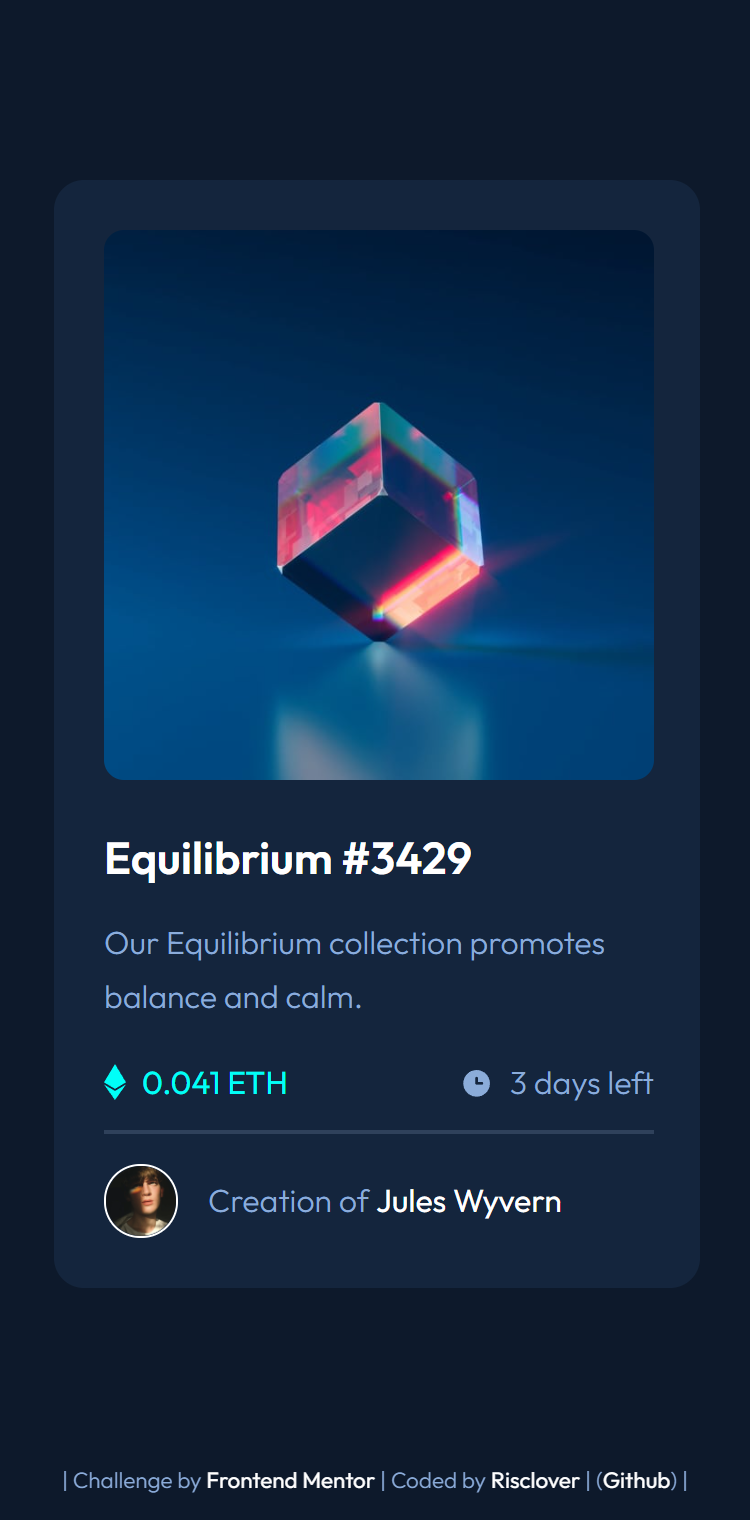 Equilibrium #3429
Our Equilibrium collection promotes
balance and calm.
0.041 ETH
3 days left
Creation of Jules Wyvern
| Challenge by Frontend Mentor | Coded by Risclover | (Github) |